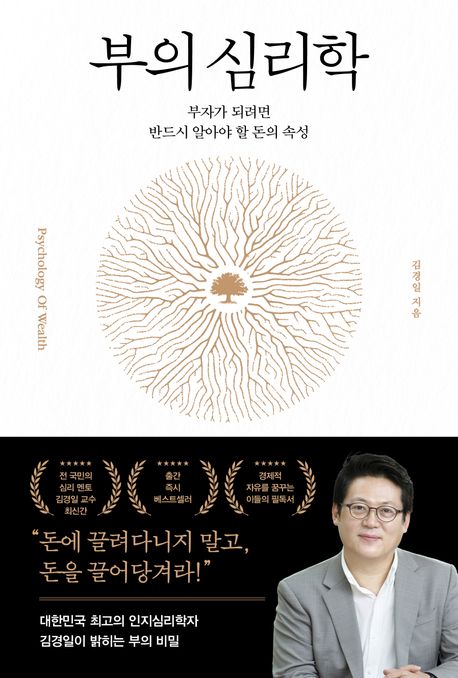 부의 심리학
부자가 되려면
반드시 알아야 할 돈의 속성
Psychology Of Wealth
김경일 지음
★★★★★
전 국민의
심리 멘토
김경일 교수
최신간
★★★★★
출간
즉시
베스트셀러
★★★★★
경제적
자유를 꿈꾸는
이들의 필독서
“돈에 끌려다니지 말고,
돈을 끌어당겨라!”
대한민국 최고의 인지심리학자
김경일이 밝히는 부의 비밀